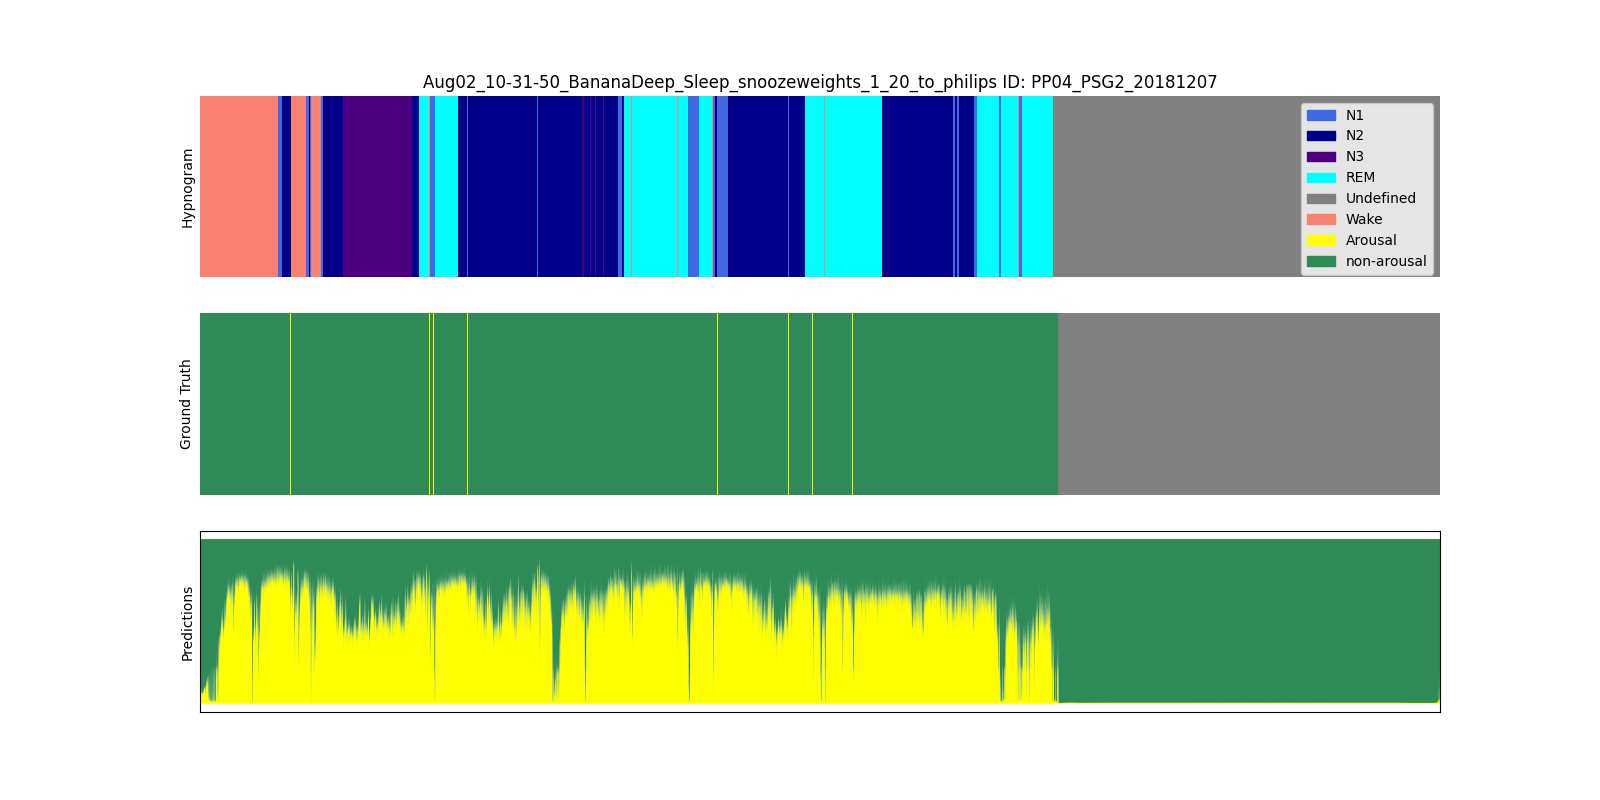 Aug02_10-31-50_BananaDeep_Sleep_snoozeweights_1_20_to_philips ID: PP04_PSG2_20181207
Hypnogram
N1
N2
N3
REM
Undefined
Wake
Arousal
non-arousal
Ground Truth
Predictions